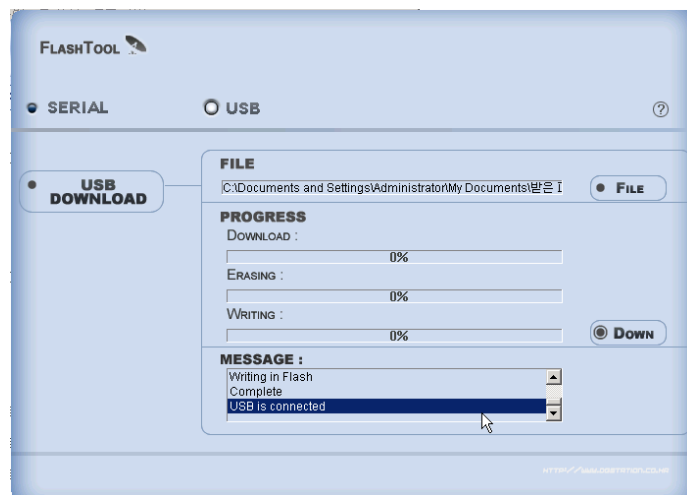 FLASHTOOL
SERIAL
USB
?
USB
DOWNLOAD
FILE
C:\Documents and Settings\Administrator\My Documents\받은
FILE
PROGRESS
DOWNLOAD :
0%
ERASING :
0%
WRITING :
0%
DOWN
MESSAGE :
Writing in Flash
Complete
USB is connected